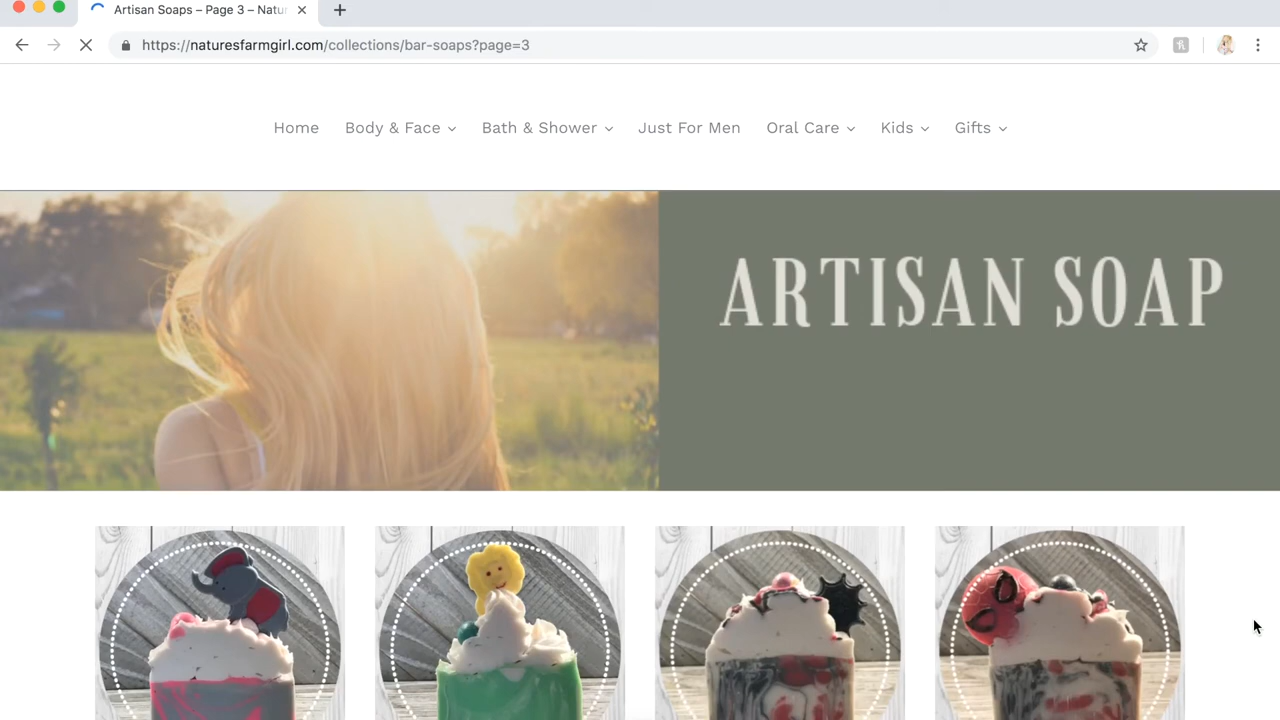 Artisan Soaps – Page 3 – Natur
https://naturesfarmgirl.com/collections/bar-soaps?page=3
Home Body & Face Bath & Shower Just For Men Oral Care Kids Gifts
ARTISAN SOAP